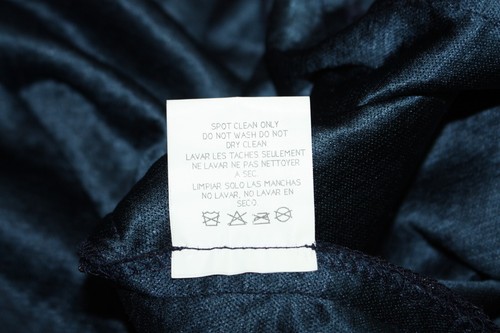 SPOT CLEAN ONLY
DO NOT WASH DO NOT
DRY CLEAN
LAVAR LES TACHES SEULEMENT
NE LAVAR NE PAS NETTOYER
A SEC.
LIMPIAR SOLO LAS MANCHAS
NO LAVAR, NO LAVAR EN
SECO.